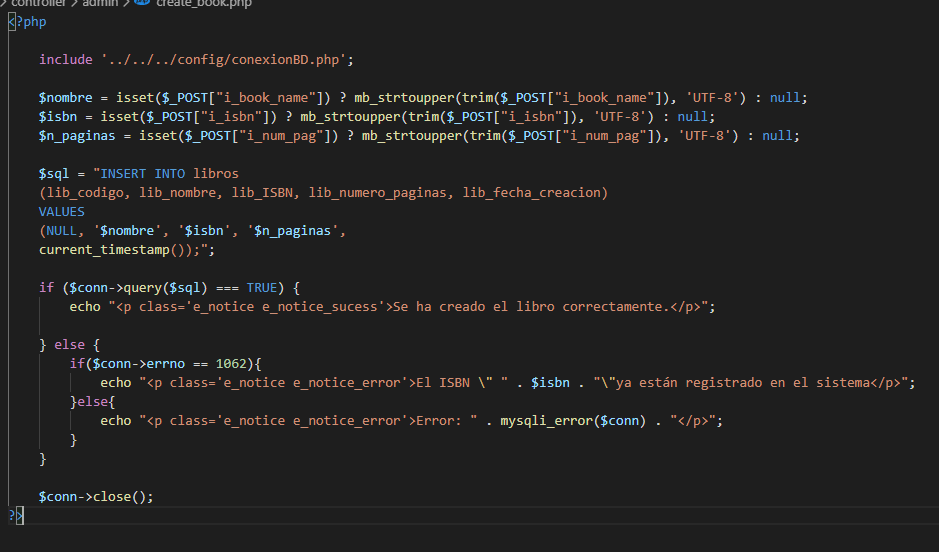 > controller > admin > create_book.php
<?php
include '../../../config/conexionBD.php';
$nombre = isset($_POST["i_book_name"]) ? mb_strtoupper(trim($_POST["i_book_name"]), 'UTF-8') : null;
$isbn = isset($_POST["i_isbn"]) ? mb_strtoupper(trim($_POST["i_isbn"]), 'UTF-8') : null;
$n_paginas = isset($_POST["i_num_pag"]) ? mb_strtoupper(trim($_POST["i_num_pag"]), 'UTF-8') : null;
$sql = "INSERT INTO libros
(lib_codigo, lib_nombre, lib_ISBN, lib_numero_paginas, lib_fecha_creacion)
VALUES
(NULL, '$nombre', '$isbn', '$n_paginas',
current_timestamp());";
if ($conn->query($sql) === TRUE) {
echo "<p class='e_notice e_notice_sucess'>Se ha creado el libro correctamente.</p>";
} else {
if($conn->errno == 1062){
echo "<p class='e_notice e_notice_error'>El ISBN \" " . $isbn . "\"ya están registrado en el sistema</p>";
}else{
echo "<p class='e_notice e_notice_error'>Error: " . mysqli_error($conn) . "</p>";
}
}
$conn->close();
?>